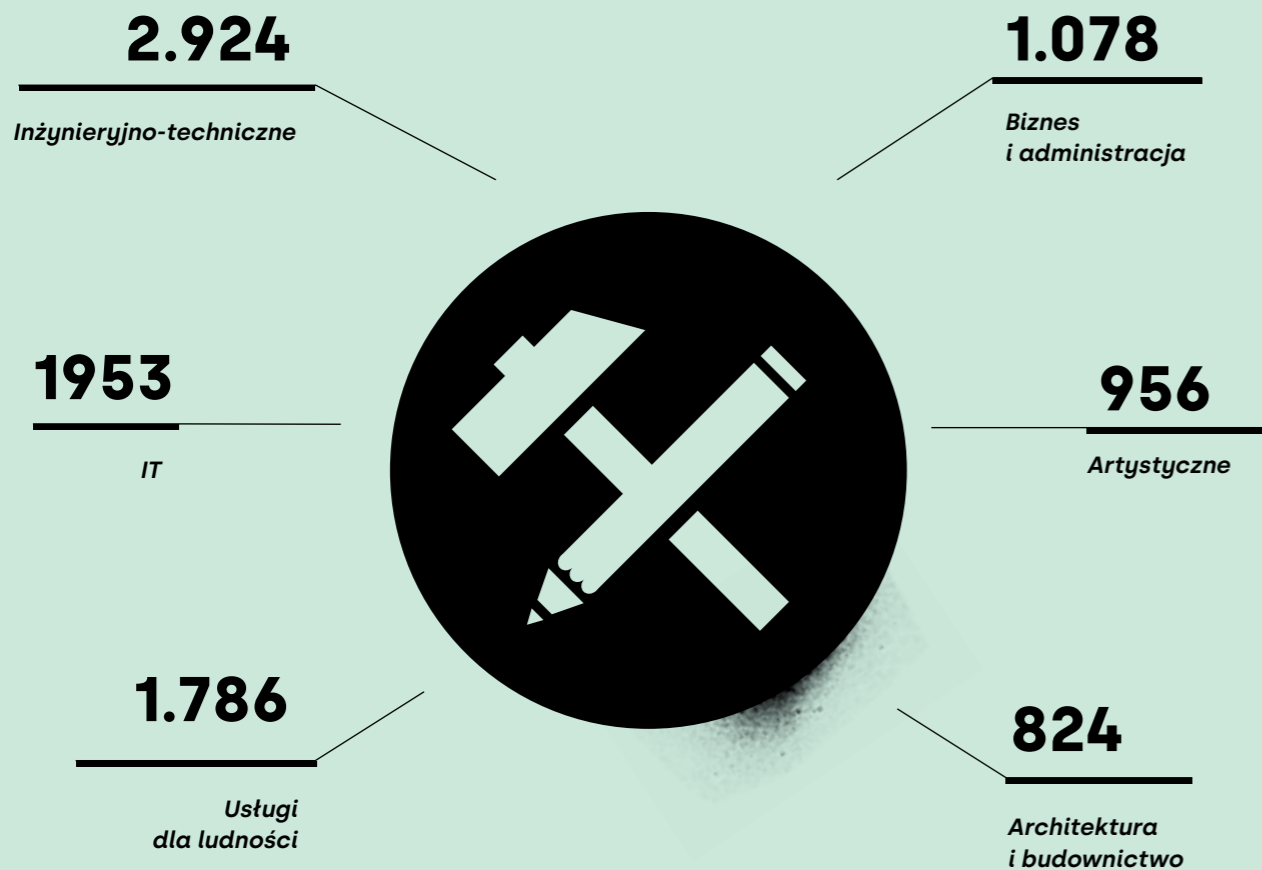 2.924
Inżynieryjno-techniczne
1.078
Biznes
i administracja
1953
IT
956
Artystyczne
1.786
Usługi
dla ludności
824
Architektura
i budownictwo